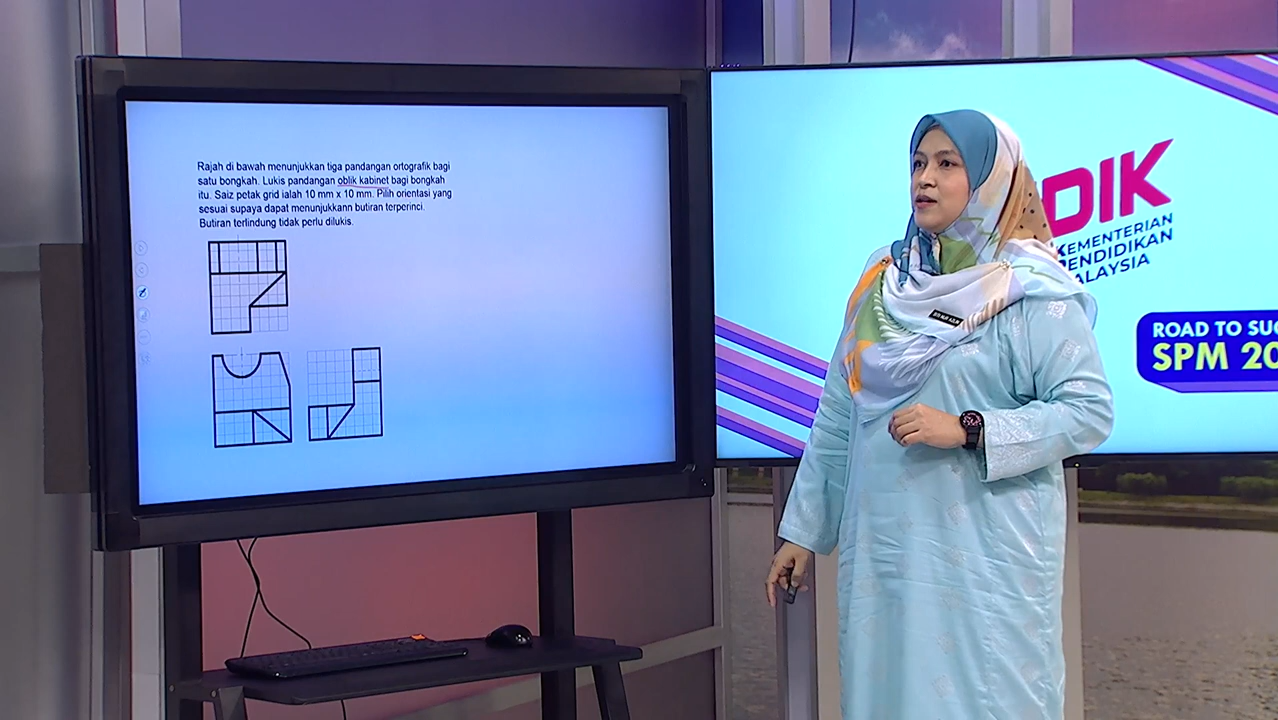 Rajah di bawah menunjukkan tiga pandangan ortografik bagi
satu bongkah. Lukis pandangan oblik kabinet bagi bongkah
itu. Saiz petak grid ialah 10 mm x 10 mm. Pilih orientasi yang
sesuai supaya dapat menunjukkann butiran terperinci.
Butiran terlindung tidak perlu dilukis.
DIK
KEMENTERIAN
PENDIDIKAN
ALAYSIA
ROAD TO SUC
SPM 20